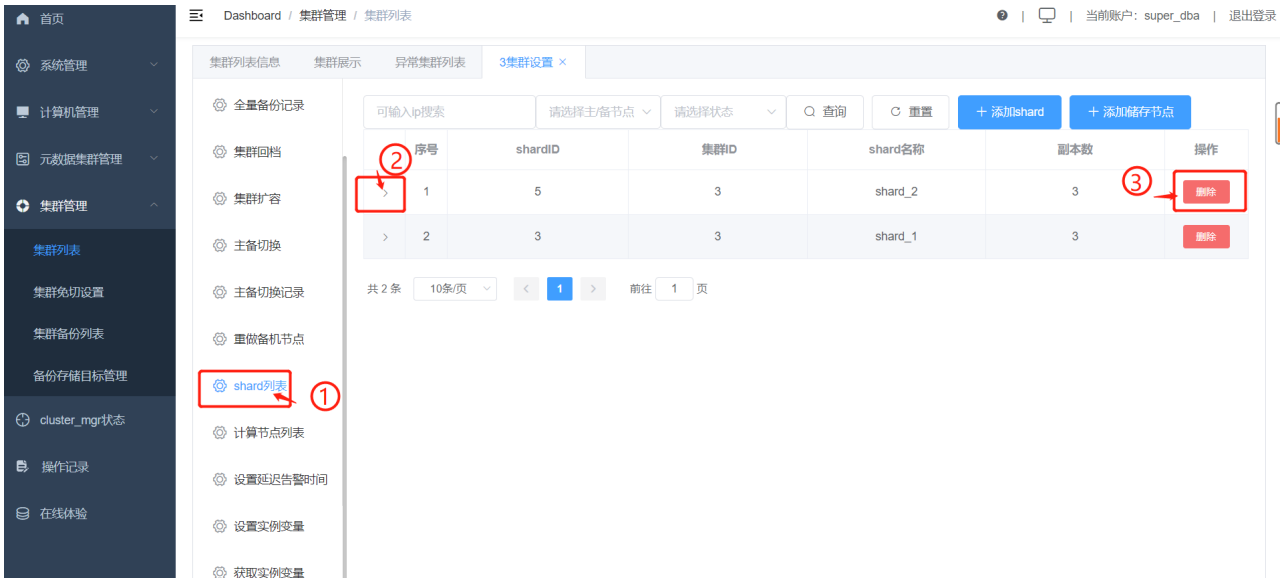 首页
系统管理
计算机管理
元数据集群管理
集群管理
集群列表
集群免切设置
集群备份列表
备份存储目标管理
cluster_mgr状态
操作记录
在线体验
Dashboard / 集群管理 / 集群列表
? | | 当前账户：super_dba | 退出登录
集群列表信息 集群展示 异常集群列表 3集群设置 ×
全量备份记录
集群回档
集群扩容
主备切换
主备切换记录
重做备机节点
shard列表
①
计算节点列表
设置延迟告警时间
设置实例变量
获取实例变量
可输入ip搜索 请选择主/备节点 请选择状态 查询 重置 + 添加shard + 添加储存节点
序号 shardID 集群ID shard名称 副本数 操作
②
③
> 1 5 3 shard_2 3 删除
> 2 3 3 shard_1 3 删除
共 2 条 10条/页 < 1 > 前往 1 页